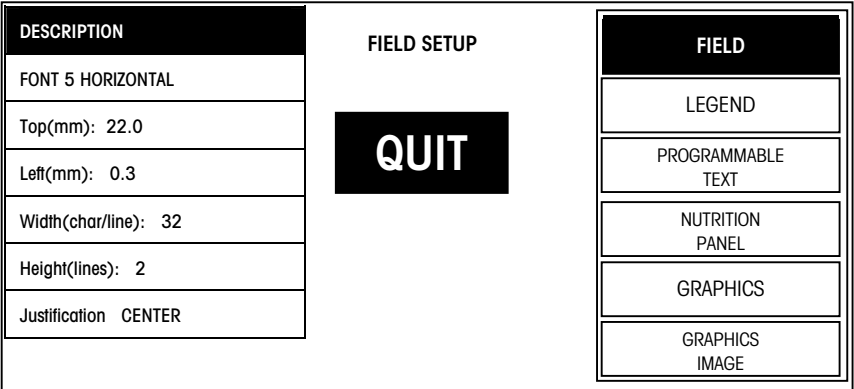 DESCRIPTION
FONT 5 HORIZONTAL
Top(mm): 22.0
Left(mm): 0.3
Width(char/line): 32
Height(lines): 2
Justification CENTER
FIELD SETUP
QUIT
FIELD
LEGEND
PROGRAMMABLE
TEXT
NUTRITION
PANEL
GRAPHICS
GRAPHICS
IMAGE